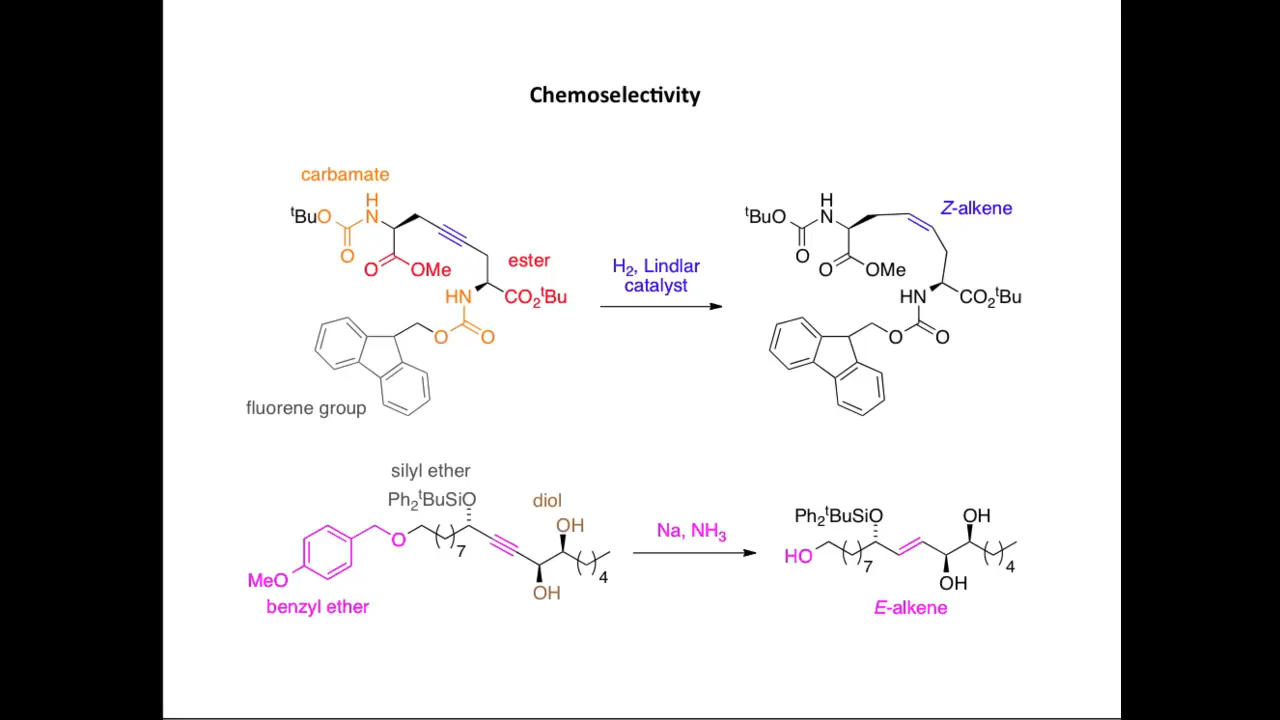 Chemoselectivity
carbamate
H
ᵗBuO N
O
O OMe
ester
HN CO₂ᵗBu
O O
fluorene group
H₂, Lindlar
catalyst
H
ᵗBuO N
Z-alkene
O
O OMe
HN CO₂ᵗBu
O O
silyl ether
Ph₂ᵗBuSiO
diol
OH
O
7
4
MeO
OH
benzyl ether
Na, NH₃
Ph₂ᵗBuSiO
OH
HO
7
4
OH
E-alkene